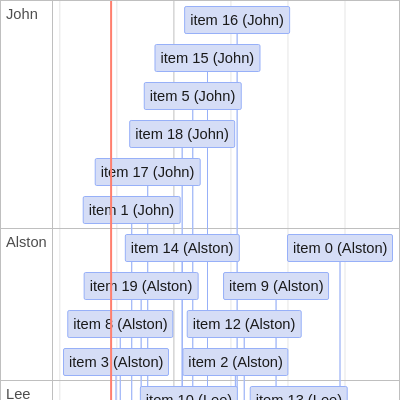 John
item 16 (John)
item 15 (John)
item 5 (John)
item 18 (John)
item 17 (John)
item 1 (John)
Alston
item 14 (Alston)
item 0 (Alston)
item 19 (Alston)
item 9 (Alston)
item 8 (Alston)
item 12 (Alston)
item 3 (Alston)
item 2 (Alston)
Lee
item 10 (Lee)
item 13 (Lee)